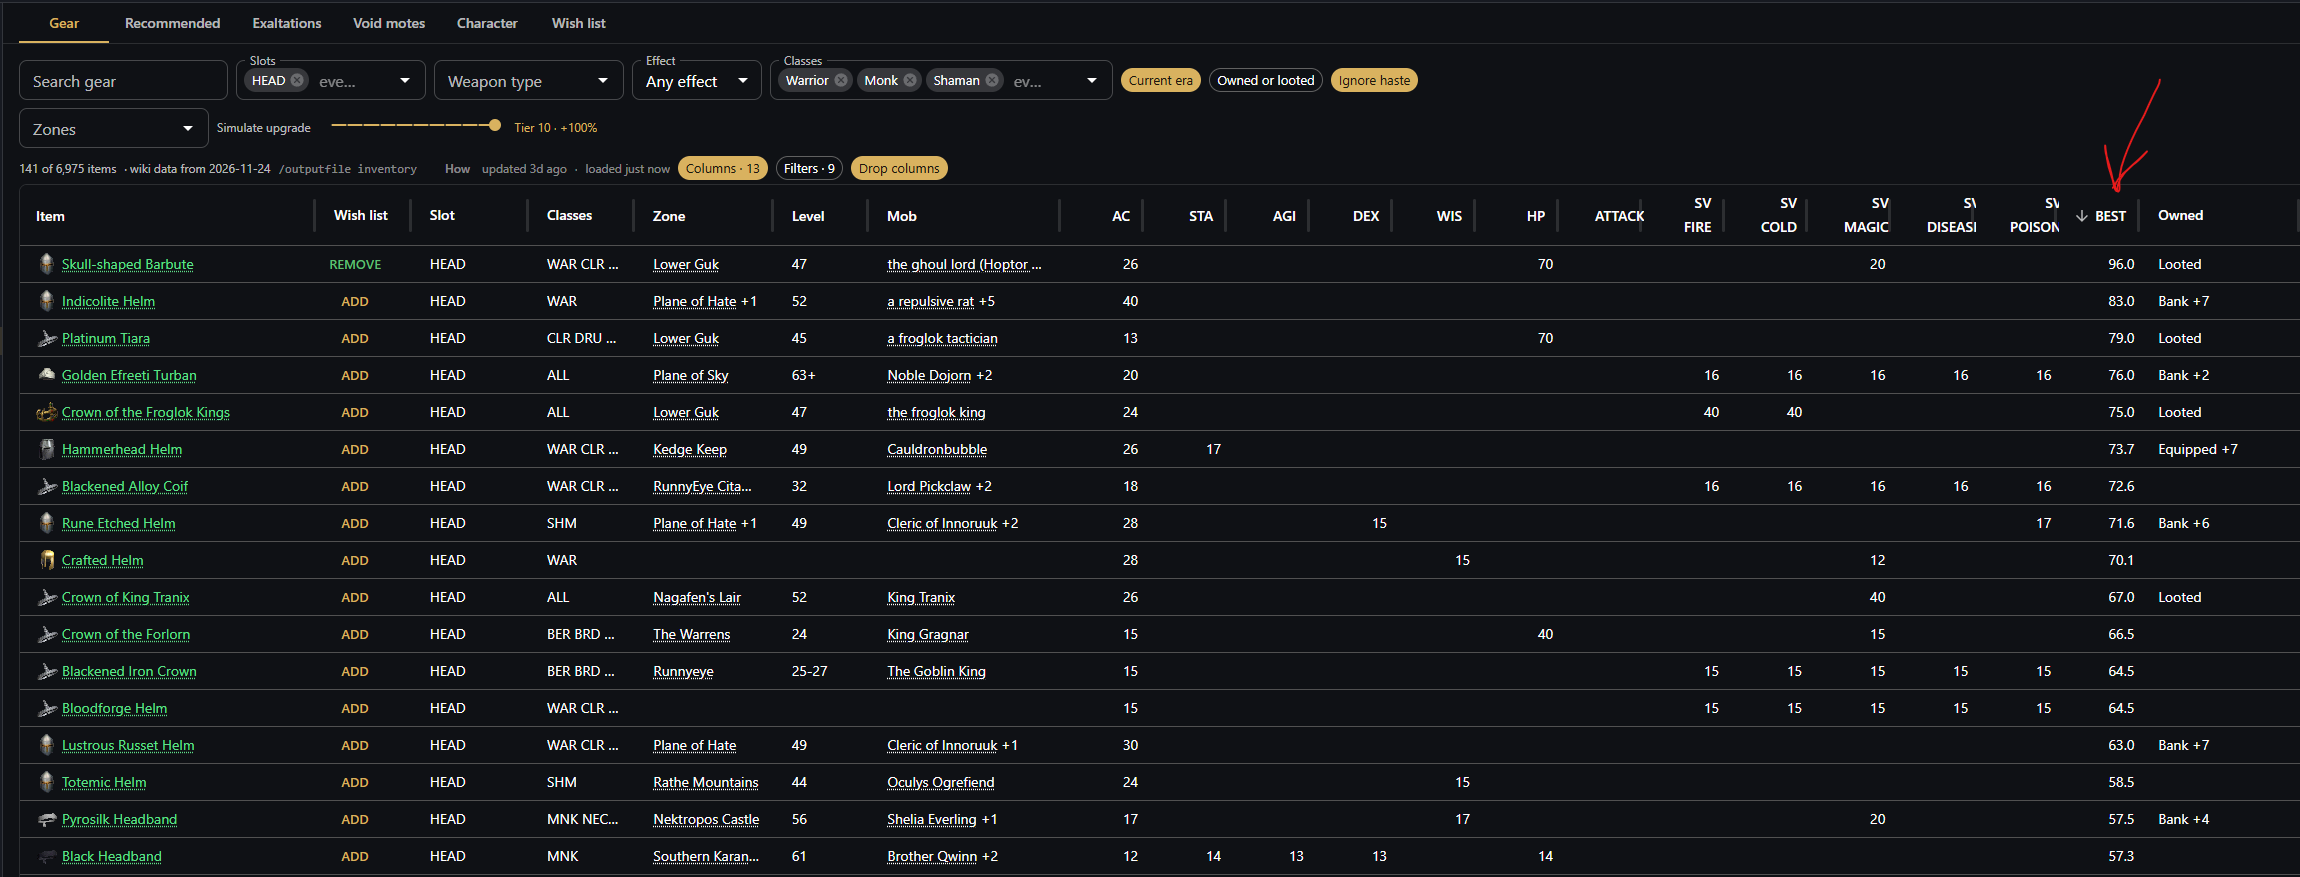 Gear Recommended Exaltations Void motes Character Wish list
Slots Effect Classes
Search gear HEAD eve... Weapon type Any effect Warrior Monk Shaman ev... Current era Owned or looted Ignore haste
Zones Simulate upgrade Tier 10 · +100%
141 of 6,975 items · wiki data from 2026-11-24 /outputfile inventory How updated 3d ago · loaded just now Columns · 13 Filters · 9 Drop columns
Item Wish list Slot Classes Zone Level Mob AC STA AGI DEX WIS HP ATTACK SV FIRE SV COLD SV MAGIC SV DISEASI SV POISON BEST Owned
Skull-shaped Barbute REMOVE HEAD WAR CLR ... Lower Guk 47 the ghoul lord (Hoptor ... 26 70 20 96.0 Looted
Indicolite Helm ADD HEAD WAR Plane of Hate +1 52 a repulsive rat +5 40 83.0 Bank +7
Platinum Tiara ADD HEAD CLR DRU ... Lower Guk 45 a froglok tactician 13 70 79.0 Looted
Golden Efreeti Turban ADD HEAD ALL Plane of Sky 63+ Noble Dojorn +2 20 16 16 16 16 16 76.0 Bank +2
Crown of the Froglok Kings ADD HEAD ALL Lower Guk 47 the froglok king 24 40 40 75.0 Looted
Hammerhead Helm ADD HEAD WAR CLR ... Kedge Keep 49 Cauldronbubble 26 17 73.7 Equipped +7
Blackened Alloy Coif ADD HEAD WAR CLR ... RunnyEye Cita... 32 Lord Pickclaw +2 18 16 16 16 16 16 72.6
Rune Etched Helm ADD HEAD SHM Plane of Hate +1 49 Cleric of Innoruuk +2 28 15 17 71.6 Bank +6
Crafted Helm ADD HEAD WAR 28 15 12 70.1
Crown of King Tranix ADD HEAD ALL Nagafen's Lair 52 King Tranix 26 40 67.0 Looted
Crown of the Forlorn ADD HEAD BER BRD ... The Warrens 24 King Gragnar 15 40 15 66.5
Blackened Iron Crown ADD HEAD BER BRD ... Runnyeye 25-27 The Goblin King 15 15 15 15 15 15 64.5
Bloodforge Helm ADD HEAD WAR CLR ... 15 15 15 15 15 15 64.5
Lustrous Russet Helm ADD HEAD WAR CLR ... Plane of Hate 49 Cleric of Innoruuk +1 30 63.0 Bank +7
Totemic Helm ADD HEAD SHM Rathe Mountains 44 Oculys Ogrefiend 24 15 58.5
Pyrosilk Headband ADD HEAD MNK NEC... Nektropos Castle 56 Shelia Everling +1 17 17 20 57.5 Bank +4
Black Headband ADD HEAD MNK Southern Karan... 61 Brother Qwinn +2 12 14 13 13 14 57.3